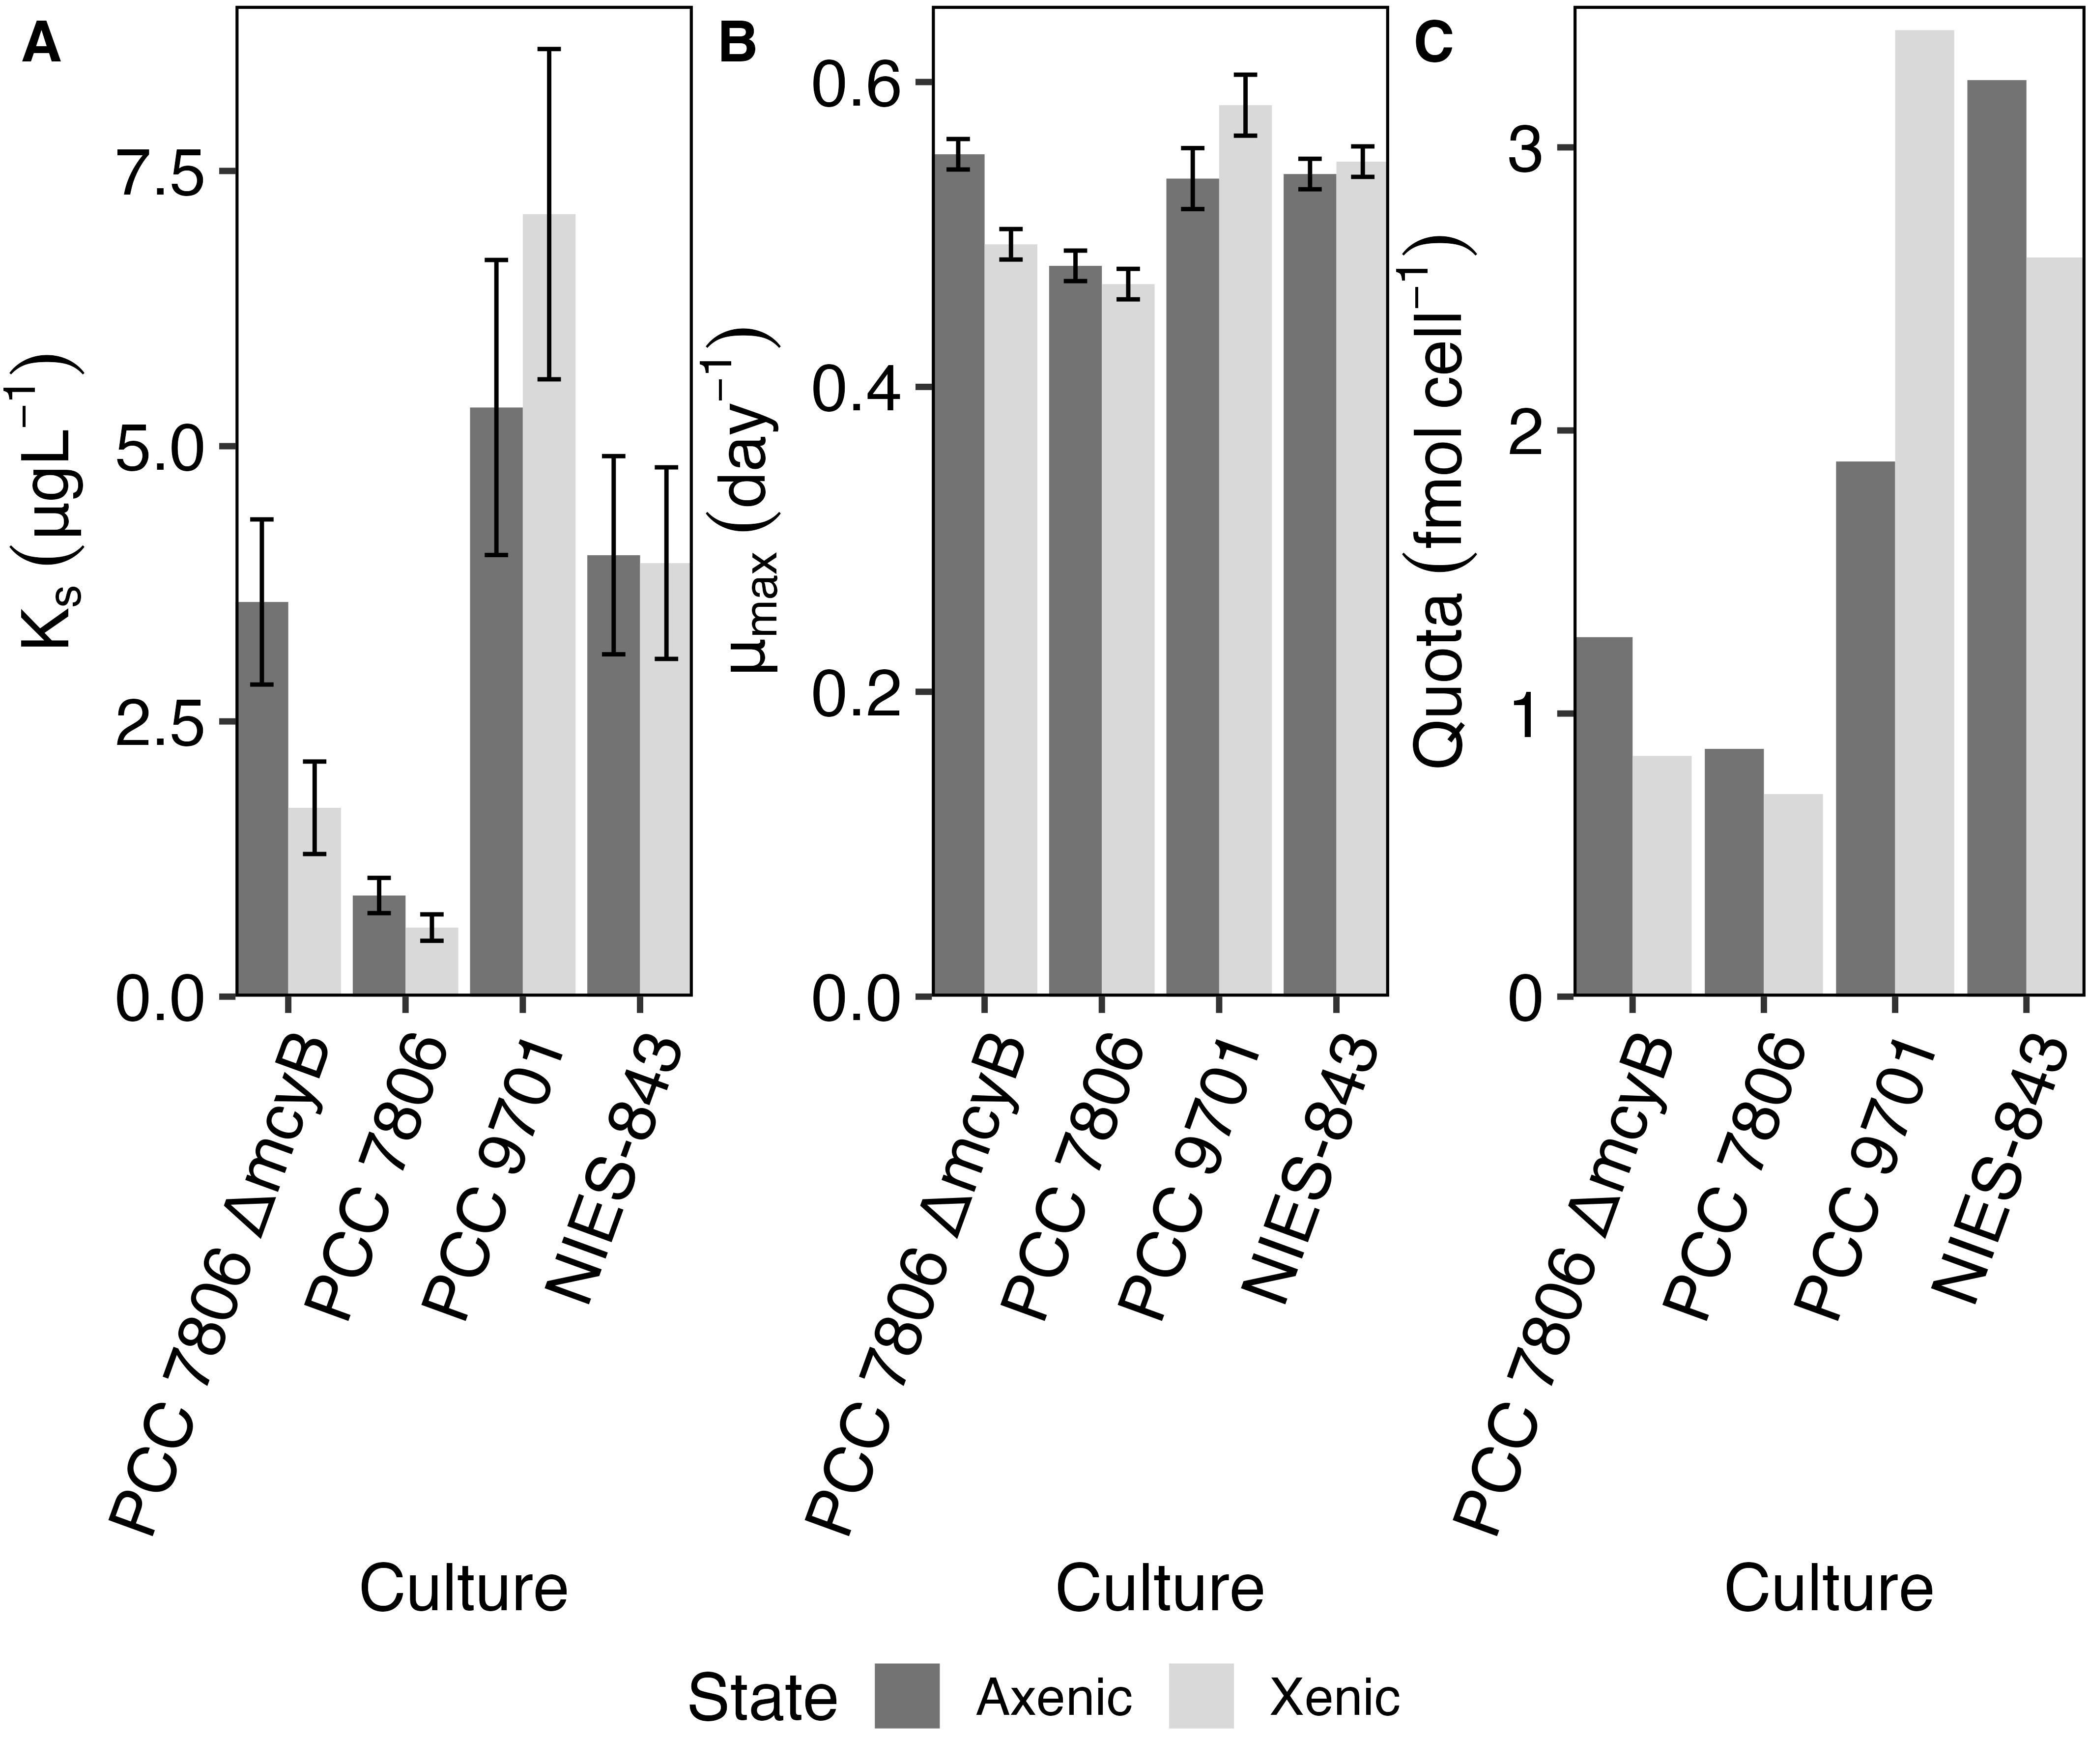 A
Ks (µgL−1)
7.5
5.0
2.5
0.0
PCC 7806 ΔmcyB
PCC 7806
PCC 9701
NIES-843
Culture
B
µmax (day−1)
0.6
0.4
0.2
0.0
PCC 7806 ΔmcyB
PCC 7806
PCC 9701
NIES-843
Culture
C
Quota (fmol cell−1)
3
2
1
0
PCC 7806 ΔmcyB
PCC 7806
PCC 9701
NIES-843
Culture
State Axenic Xenic